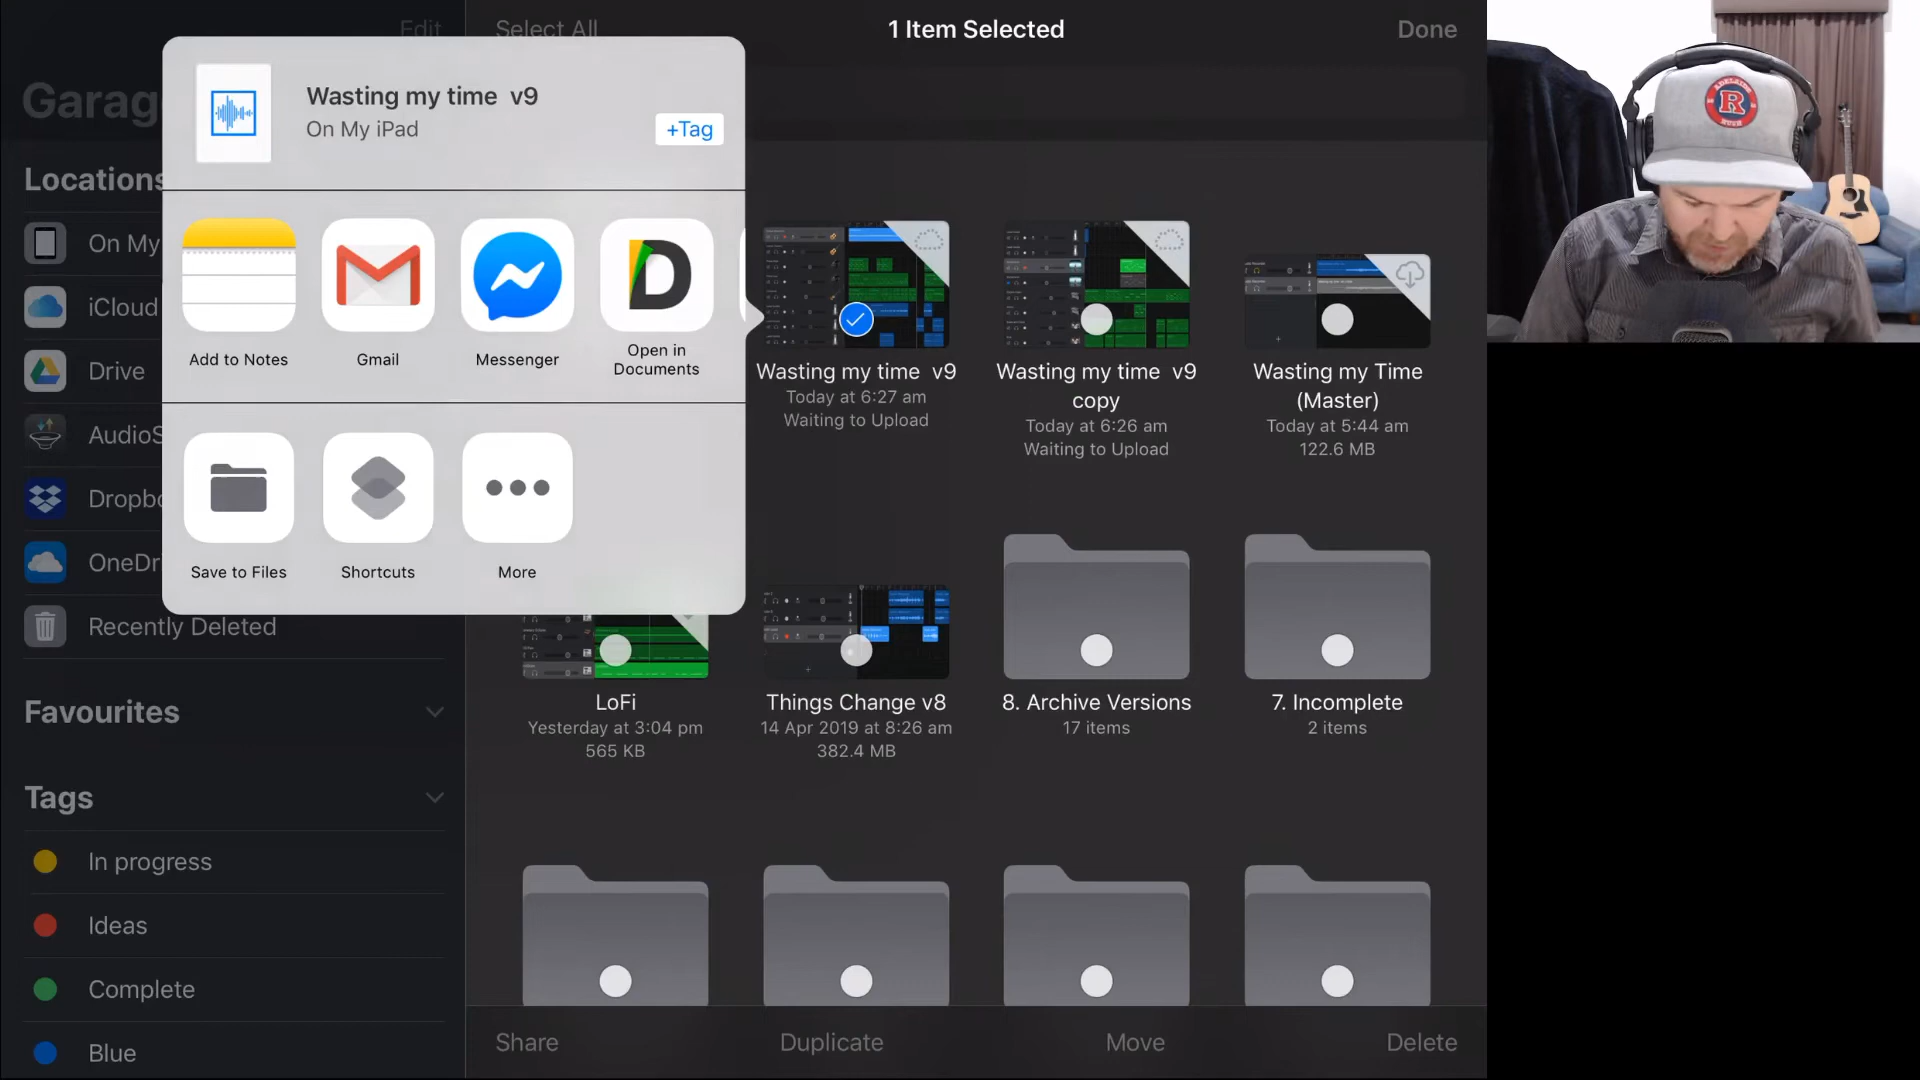 Edit
Select All
1 Item Selected
Done
Garag
Wasting my time v9
On My iPad
+Tag
Locations
On My
iCloud
Drive
AudioS
Dropbo
OneDri
Recently Deleted
Add to Notes
Gmail
Messenger
Open in
Documents
Save to Files
Shortcuts
More
Wasting my time v9
Today at 6:27 am
Waiting to Upload
Wasting my time v9
copy
Today at 6:26 am
Waiting to Upload
Wasting my Time
(Master)
Today at 5:44 am
122.6 MB
LoFi
Yesterday at 3:04 pm
565 KB
Things Change v8
14 Apr 2019 at 8:26 am
382.4 MB
8. Archive Versions
17 items
7. Incomplete
2 items
Favourites
Tags
In progress
Ideas
Complete
Blue
Share
Duplicate
Move
Delete
ADELAIDE
R